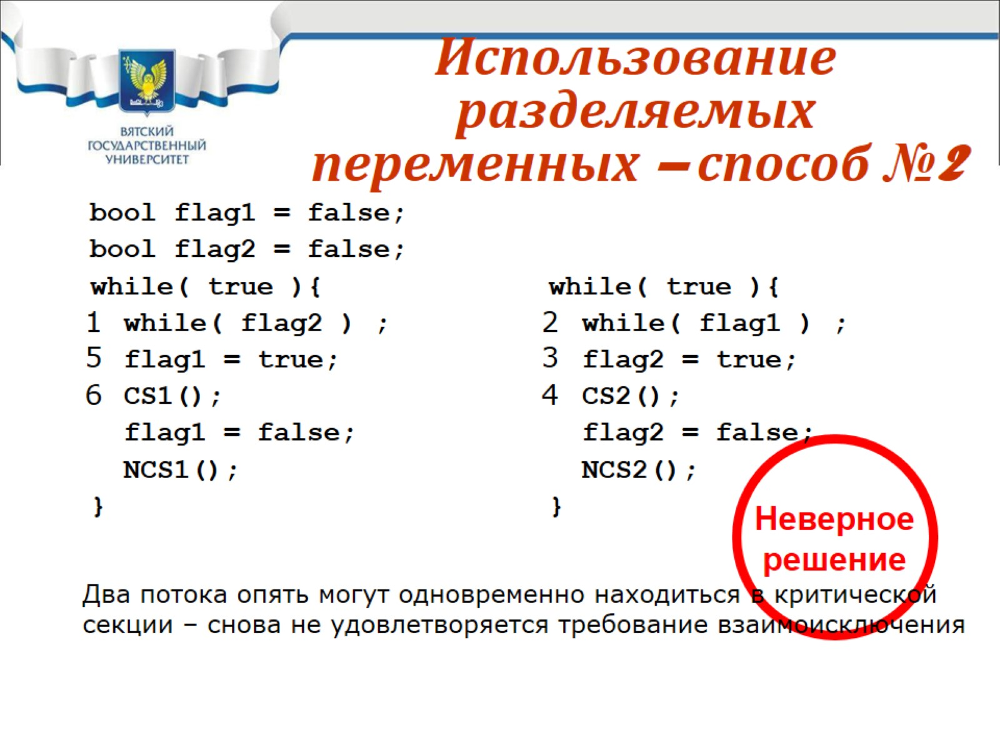 ВЯТСКИЙ
ГОСУДАРСТВЕННЫЙ
УНИВЕРСИТЕТ
Использование
разделяемых
переменных – способ №2
bool flag1 = false;
bool flag2 = false;
while( true ){
1 while( flag2 ) ;
5 flag1 = true;
6 CS1();
flag1 = false;
NCS1();
}
while( true ){
2 while( flag1 ) ;
3 flag2 = true;
4 CS2();
flag2 = false;
NCS2();
}
Неверное
решение
Два потока опять могут одновременно находиться в критической
секции – снова не удовлетворяется требование взаимоисключения